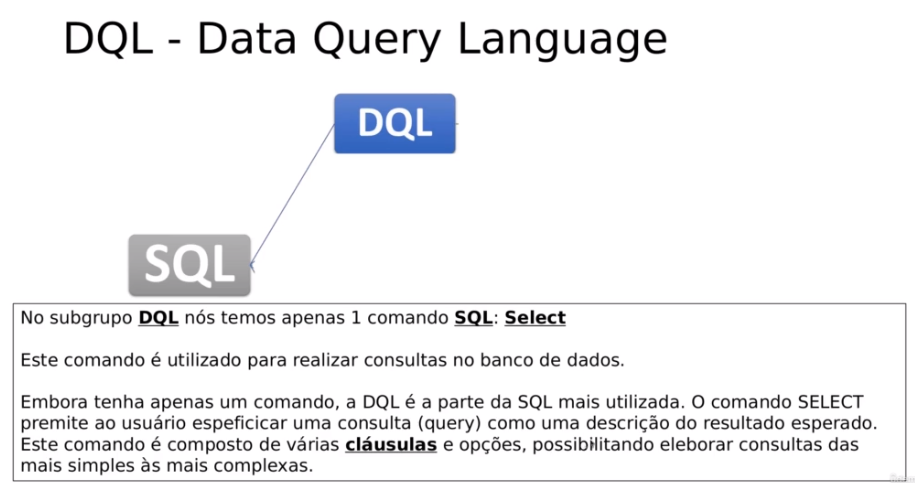 DQL - Data Query Language
DQL
SQL
No subgrupo DQL nós temos apenas 1 comando SQL: Select
Este comando é utilizado para realizar consultas no banco de dados.
Embora tenha apenas um comando, a DQL é a parte da SQL mais utilizada. O comando SELECT
premite ao usuário espeficicar uma consulta (query) como uma descrição do resultado esperado.
Este comando é composto de várias cláusulas e opções, possibilitando eleborar consultas das
mais simples às mais complexas.